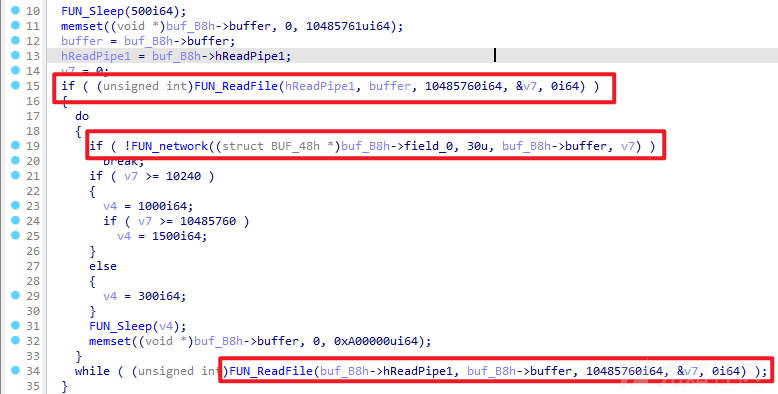 10 FUN_Sleep(500i64);
11 memset((void *)buf_B8h->buffer, 0, 10485761ui64);
12 buffer = buf_B8h->buffer;
13 hReadPipe1 = buf_B8h->hReadPipe1;
14 v7 = 0;
15 if ( (unsigned int)FUN_ReadFile(hReadPipe1, buffer, 10485760i64, &v7, 0i64) )
16 {
17 do
18 {
19 if ( !FUN_network((struct BUF_48h *)buf_B8h->field_0, 30u, buf_B8h->buffer, v7) )
20 break;
21 if ( v7 >= 10240 )
22 {
23 v4 = 1000i64;
24 if ( v7 >= 10485760 )
25 v4 = 1500i64;
26 }
27 else
28 {
29 v4 = 300i64;
30 }
31 FUN_Sleep(v4);
32 memset((void *)buf_B8h->buffer, 0, 0xA00000ui64);
33 }
34 while ( (unsigned int)FUN_ReadFile(buf_B8h->hReadPipe1, buf_B8h->buffer, 10485760i64, &v7, 0i64) );
35 }